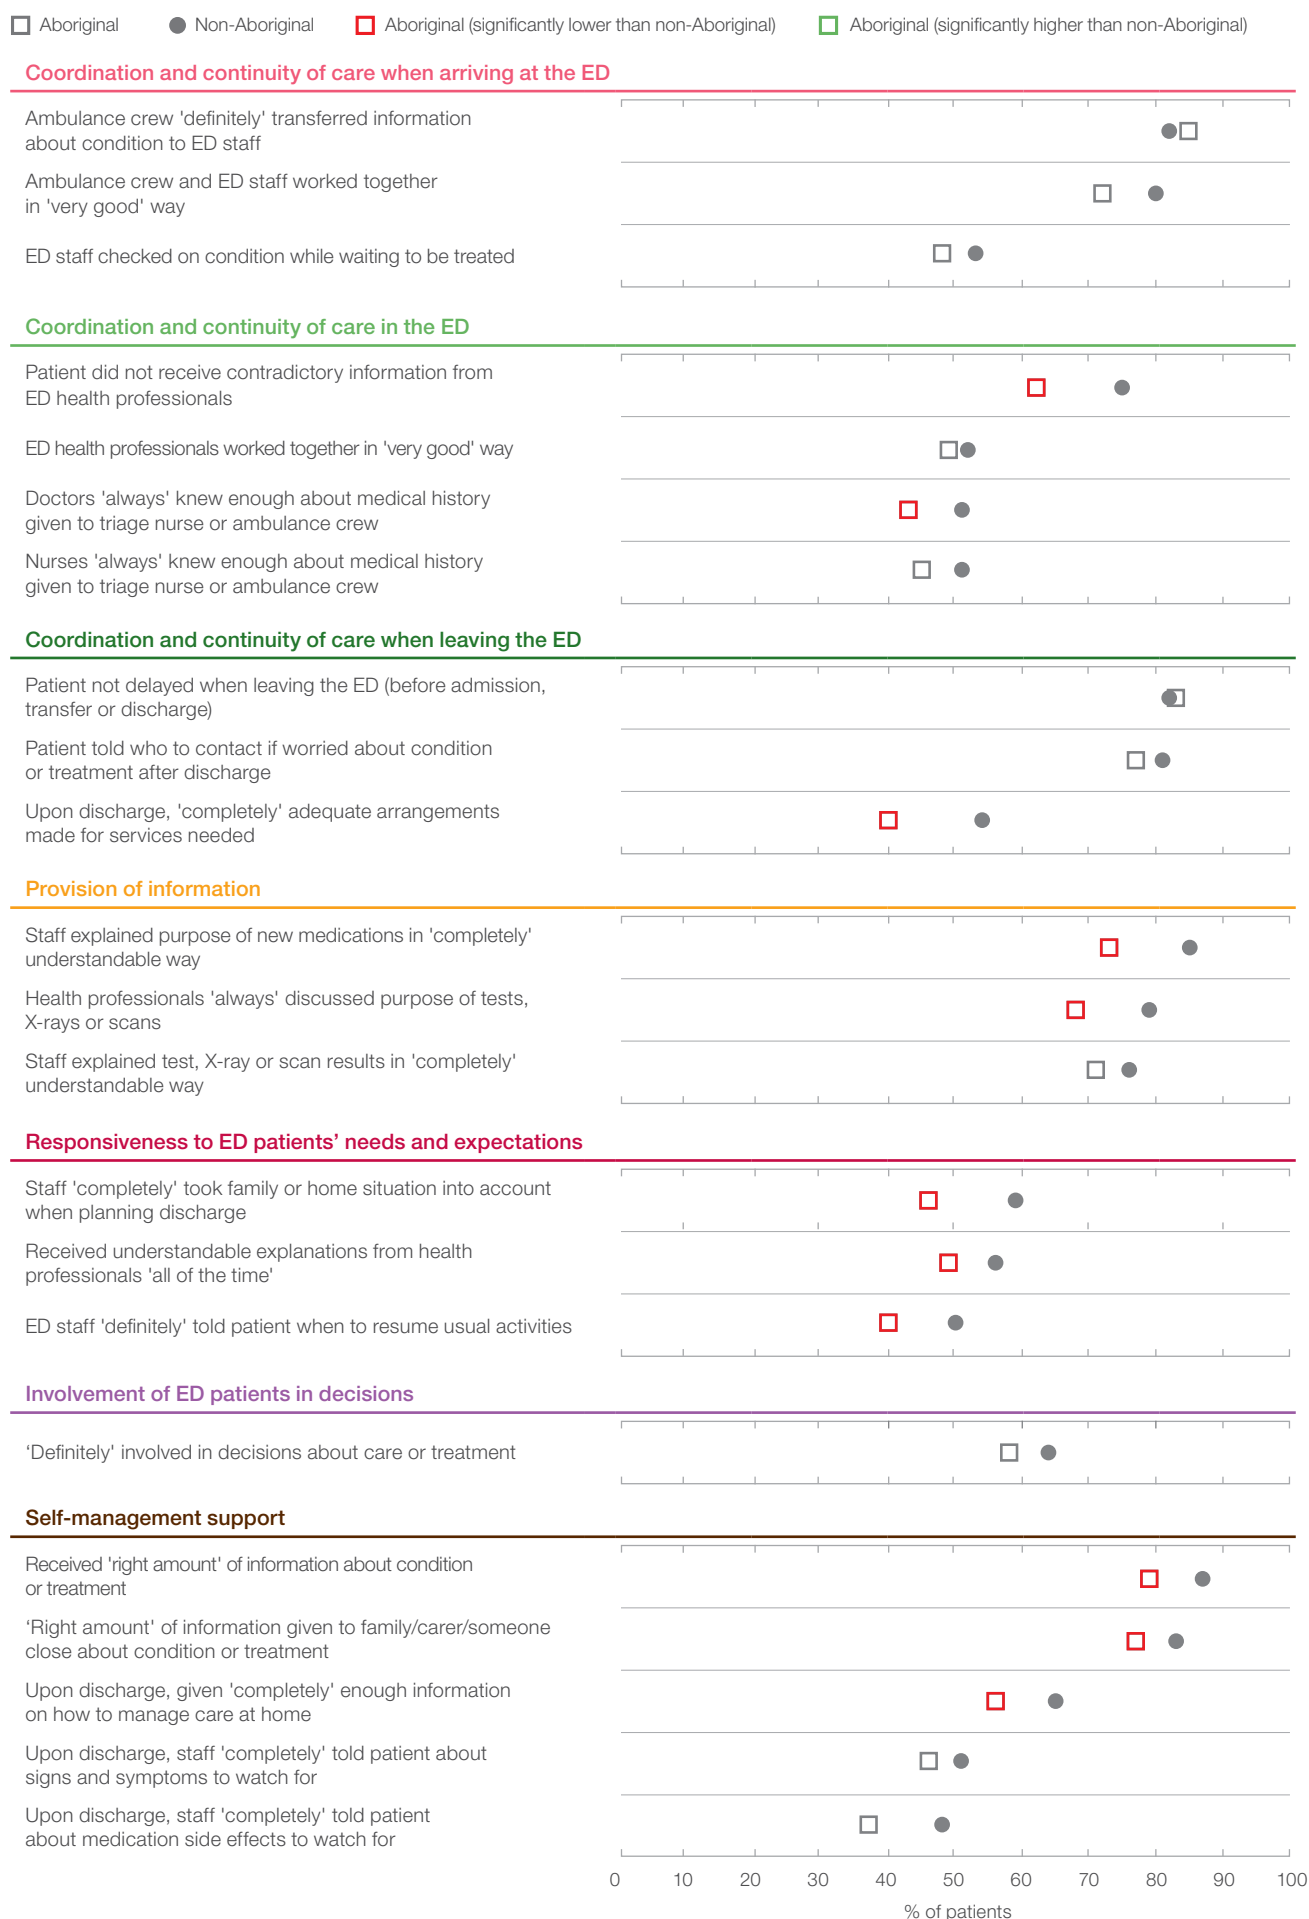 Aboriginal Non-Aboriginal Aboriginal (significantly lower than non-Aboriginal) Aboriginal (significantly higher than non-Aboriginal)
Coordination and continuity of care when arriving at the ED
Ambulance crew 'definitely' transferred information
about condition to ED staff
Ambulance crew and ED staff worked together
in 'very good' way
ED staff checked on condition while waiting to be treated
Coordination and continuity of care in the ED
Patient did not receive contradictory information from
ED health professionals
ED health professionals worked together in 'very good' way
Doctors 'always' knew enough about medical history
given to triage nurse or ambulance crew
Nurses 'always' knew enough about medical history
given to triage nurse or ambulance crew
Coordination and continuity of care when leaving the ED
Patient not delayed when leaving the ED (before admission,
transfer or discharge)
Patient told who to contact if worried about condition
or treatment after discharge
Upon discharge, 'completely' adequate arrangements
made for services needed
Provision of information
Staff explained purpose of new medications in 'completely'
understandable way
Health professionals 'always' discussed purpose of tests,
X-rays or scans
Staff explained test, X-ray or scan results in 'completely'
understandable way
Responsiveness to ED patients’ needs and expectations
Staff 'completely' took family or home situation into account
when planning discharge
Received understandable explanations from health
professionals 'all of the time'
ED staff 'definitely' told patient when to resume usual activities
Involvement of ED patients in decisions
‘Definitely' involved in decisions about care or treatment
Self-management support
Received 'right amount' of information about condition
or treatment
‘Right amount' of information given to family/carer/someone
close about condition or treatment
Upon discharge, given 'completely' enough information
on how to manage care at home
Upon discharge, staff 'completely' told patient about
signs and symptoms to watch for
Upon discharge, staff 'completely' told patient
about medication side effects to watch for
0 10 20 30 40 50 60 70 80 90 100
% of patients